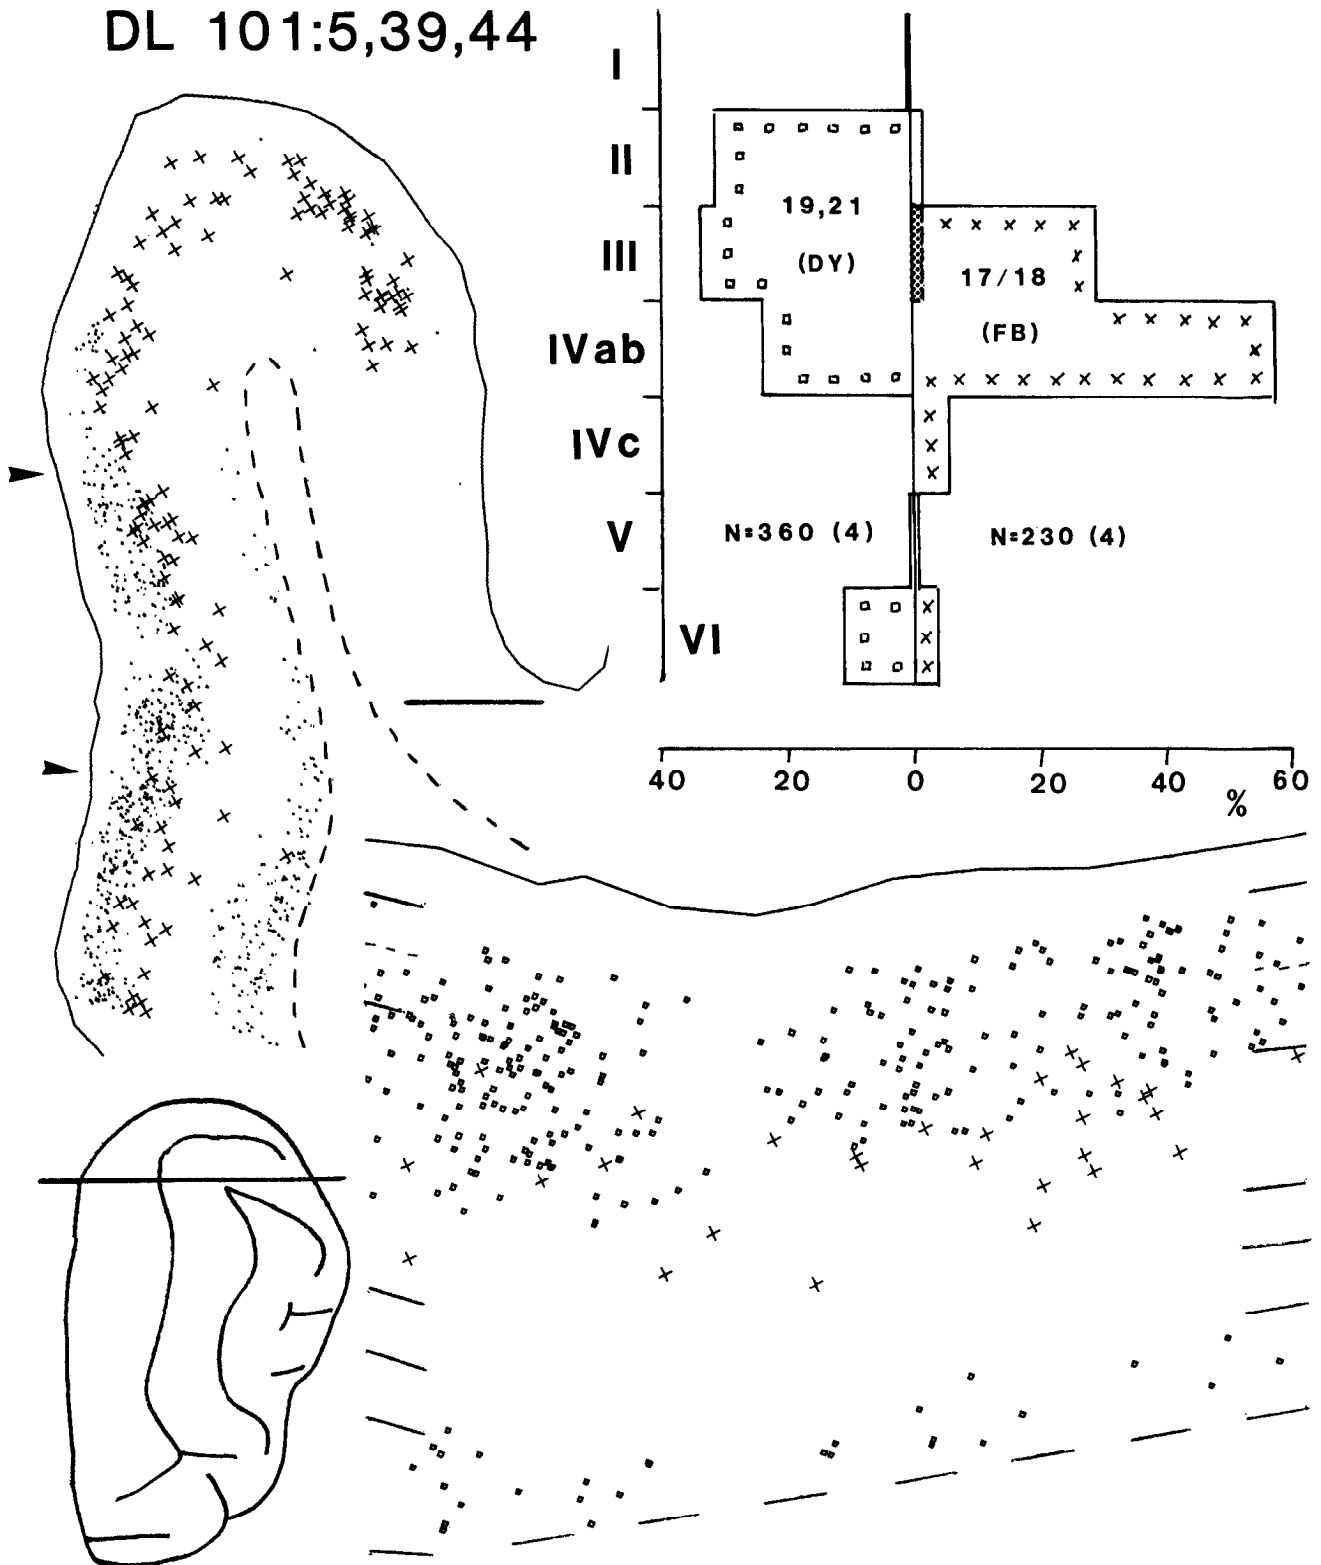 DL 101:5,39,44
I
II
19,21
III
(DY)
17/18
IVab
(FB)
IVc
V
N=360 (4)
N=230 (4)
VI
40 20 0 20 40 60
%